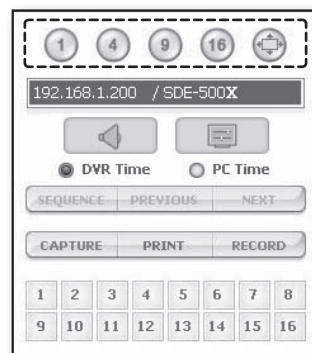 1 4 9 16
192.168.1.200 / SDE-500X
DVR Time PC Time
SEQUENCE PREVIOUS NEXT
CAPTURE PRINT RECORD
1 2 3 4 5 6 7 8
9 10 11 12 13 14 15 16